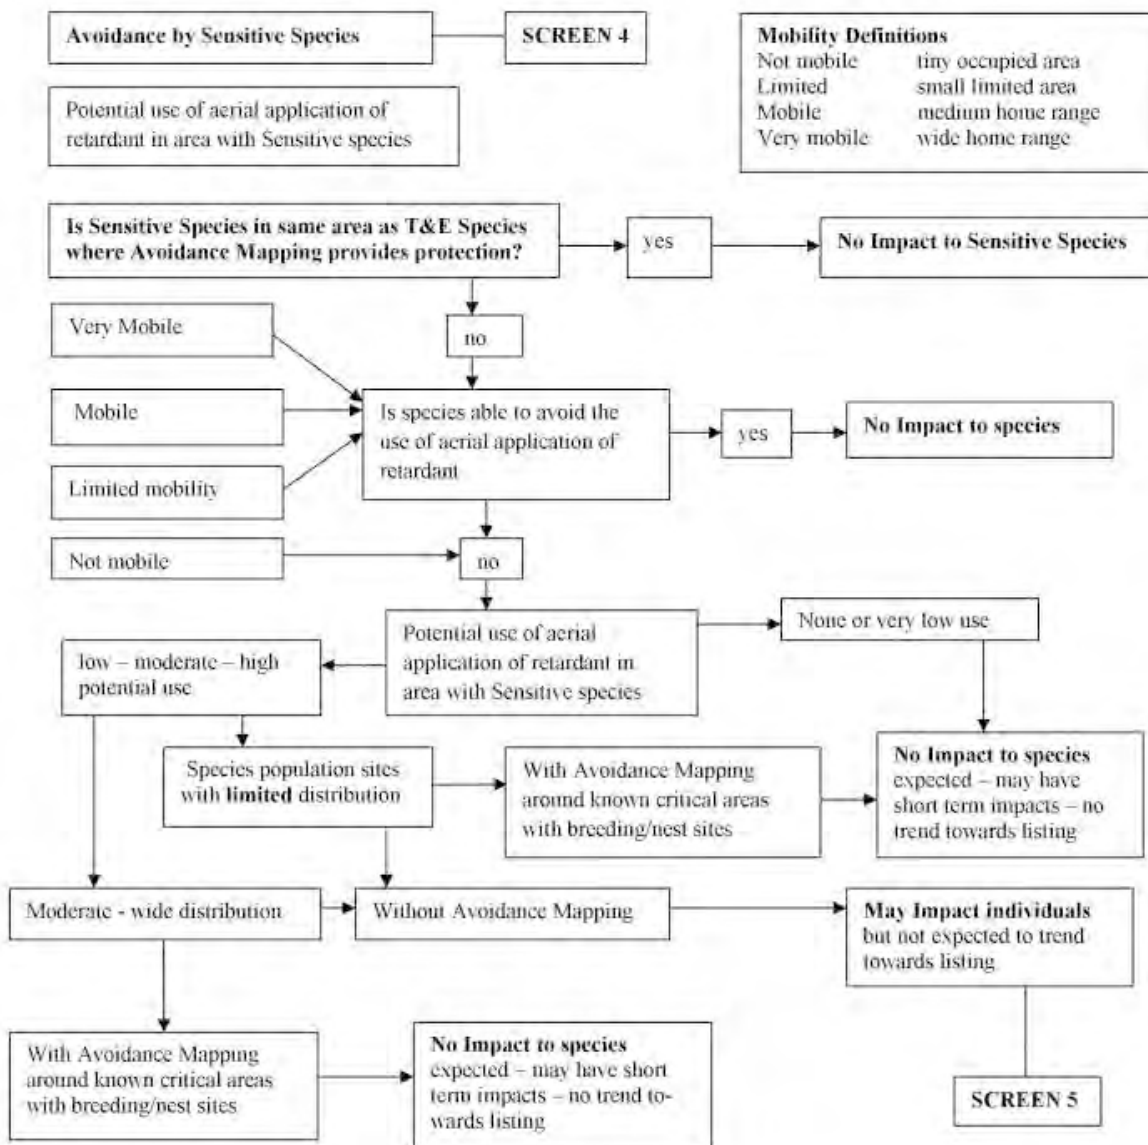 Avoidance by Sensitive Species
SCREEN 4
Mobility Definitions
Not mobile tiny occupied area
Limited small limited area
Mobile medium home range
Very mobile wide home range
Potential use of aerial application of
retardant in area with Sensitive species
Is Sensitive Species in same area as T&E Species
where Avoidance Mapping provides protection?
yes
No Impact to Sensitive Species
no
Very Mobile
Mobile
Limited mobility
Is species able to avoid the
use of aerial application of
retardant
yes
No Impact to species
Not mobile
no
Potential use of aerial
application of retardant in
area with Sensitive species
None or very low use
low – moderate – high
potential use
Species population sites
with limited distribution
With Avoidance Mapping
around known critical areas
with breeding/nest sites
No Impact to species
expected – may have
short term impacts – no
trend towards listing
Moderate - wide distribution
Without Avoidance Mapping
May Impact individuals
but not expected to trend
towards listing
With Avoidance Mapping
around known critical areas
with breeding/nest sites
No Impact to species
expected – may have short
term impacts – no trend to-
wards listing
SCREEN 5